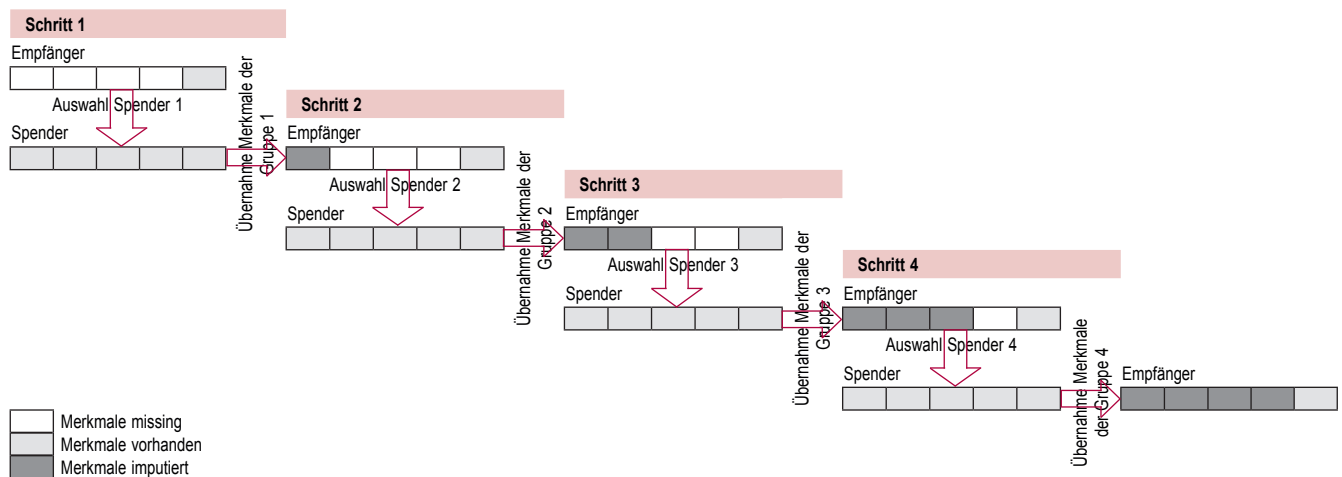 Schritt 1
Empfänger
Auswahl Spender 1
Spender
Übernahme Merkmale der
Gruppe 1
Schritt 2
Empfänger
Auswahl Spender 2
Spender
Übernahme Merkmale der
Gruppe 2
Schritt 3
Empfänger
Auswahl Spender 3
Spender
Übernahme Merkmale der
Gruppe 3
Schritt 4
Empfänger
Auswahl Spender 4
Spender
Übernahme Merkmale
der Gruppe 4
Empfänger
Merkmale missing
Merkmale vorhanden
Merkmale imputiert